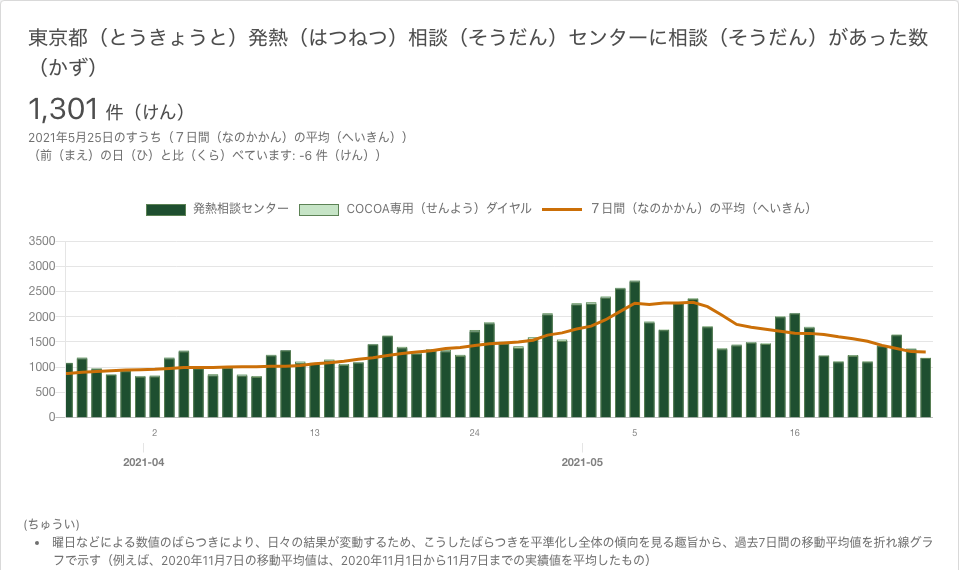 東京都（とうきょうと）発熱（はつねつ）相談（そうだん）センターに相談（そうだん）があった数
（かず）
1,301 件（けん）
2021年5月25日のすうち（７日間（なのかかん）の平均（へいきん））
（前（まえ）の日（ひ）と比（くら）べています: -6 件（けん））
発熱相談センター COCOA専用（せんよう）ダイヤル ７日間（なのかかん）の平均（へいきん）
3500
3000
2500
2000
1500
1000
500
0
2 13 24 5 16
2021-04 2021-05
(ちゅうい)
• 曜日などによる数値のばらつきにより、日々の結果が変動するため、こうしたばらつきを平準化し全体の傾向を見る趣旨から、過去7日間の移動平均値を折れ線グラ
フで示す（例えば、2020年11月7日の移動平均値は、2020年11月1日から11月7日までの実績値を平均したもの）